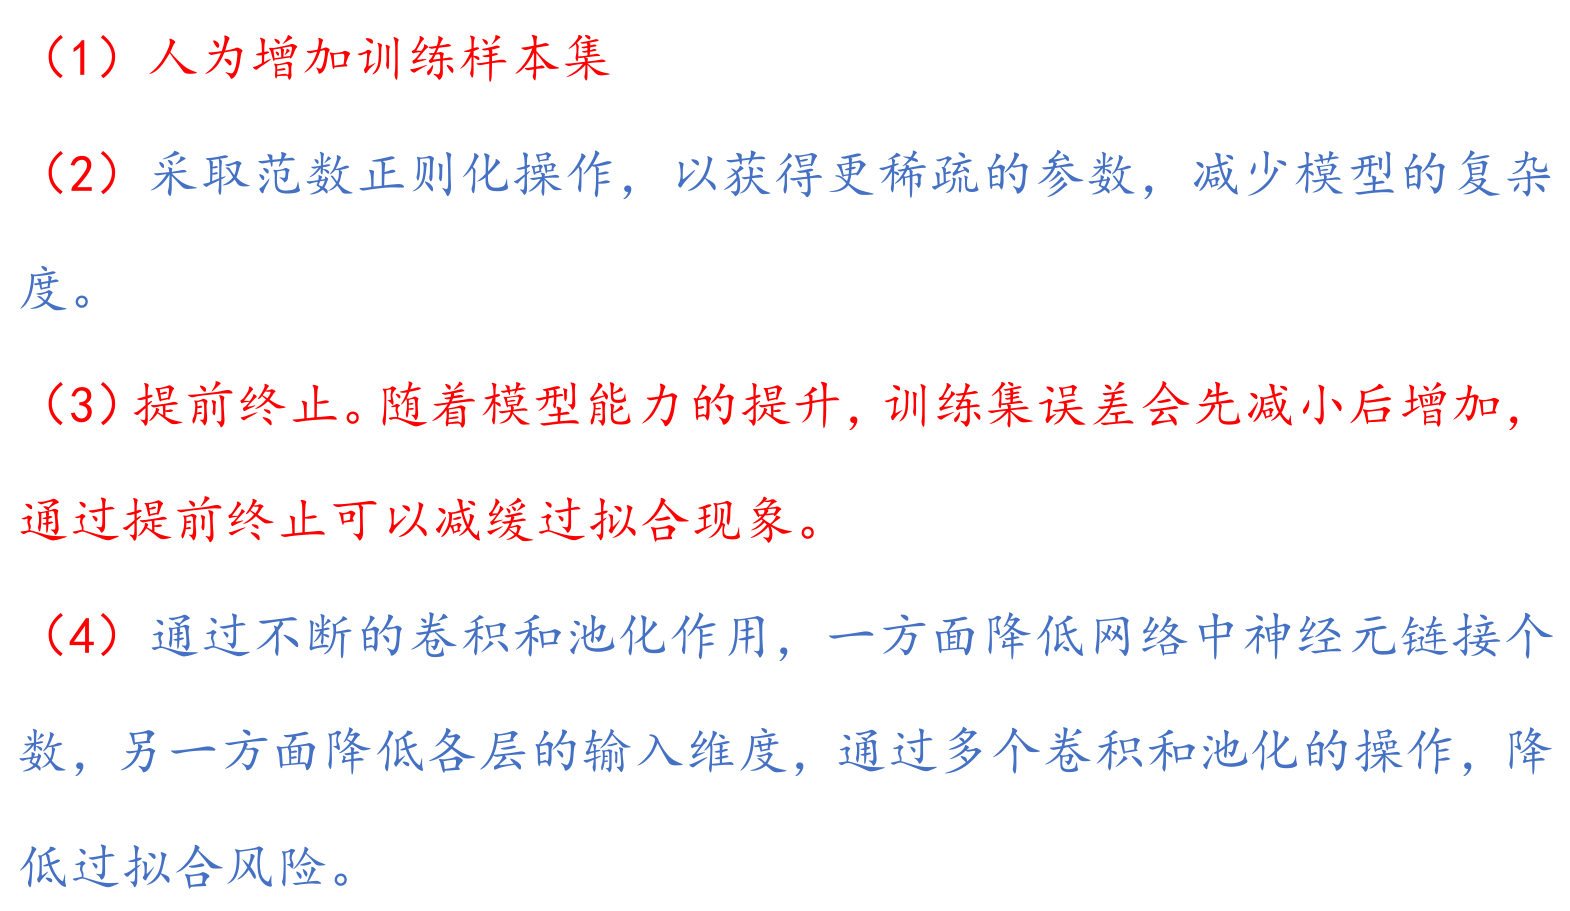 （1）人为增加训练样本集
（2）采取范数正则化操作，以获得更稀疏的参数，减少模型的复杂
度。
（3）提前终止。随着模型能力的提升，训练集误差会先减小后增加，
通过提前终止可以减缓过拟合现象。
（4）通过不断的卷积和池化作用，一方面降低网络中神经元链接个
数，另一方面降低各层的输入维度，通过多个卷积和池化的操作，降
低过拟合风险。